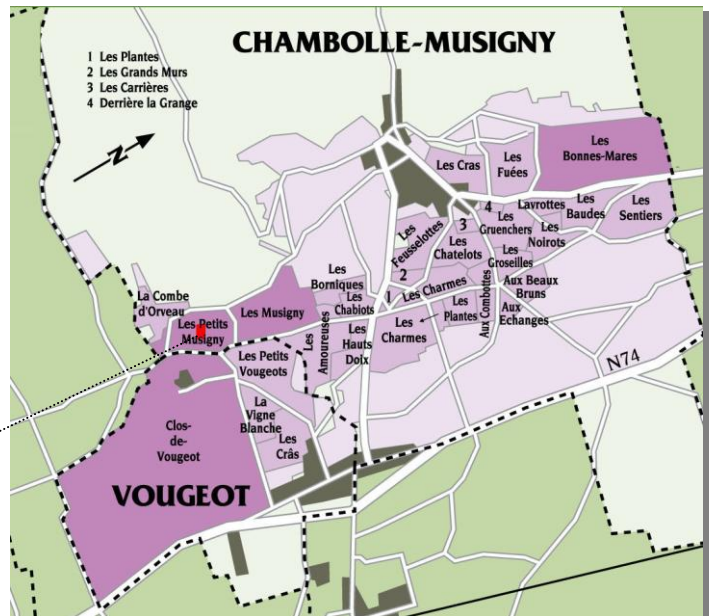 CHAMBOLLE-MUSIGNY
1 Les Plantes
2 Les Grands Murs
3 Les Carrières
4 Derrière la Grange
N
Les
Bonnes-Mares
Les Cras
Les
Fuées
4
Lavrottes
Les
Baudes
Les
Sentiers
Les
Gruenchers
Les
Noirots
3
Les
Feusselottes
Les
Chatelots
Les
Groseilles
2
Les
Borniques
Les
Chabiots
1
Les Charmes
Aux Beaux
Bruns
Les
Plantes
Aux Combottes
Aux
Echanges
La Combe
d'Orveau
Les Musigny
Les Petits
Musigny
Les
Amoureuses
Les
Hauts
Doix
Les
Charmes
N74
Les Petits
Vougeots
La
Vigne
Blanche
Les
Crâs
Clos-
de-
Vougeot
VOUGEOT